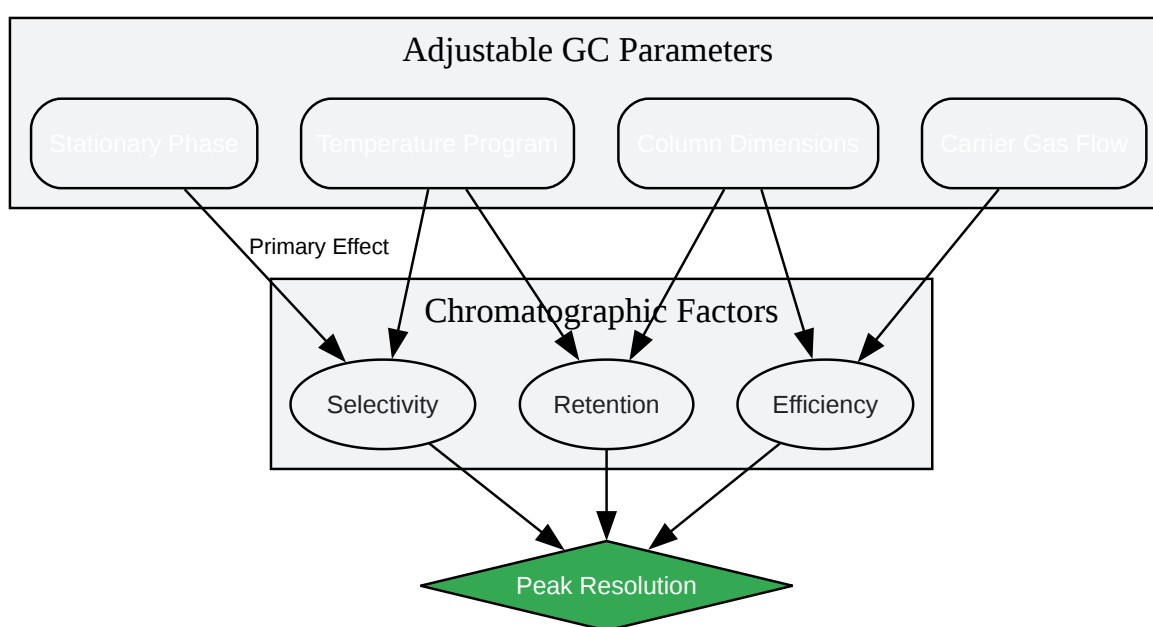 Adjustable GC Parameters
Stationary Phase
Temperature Program
Column Dimensions
Carrier Gas Flow
Primary Effect
Chromatographic Factors
Selectivity
Retention
Efficiency
Peak Resolution